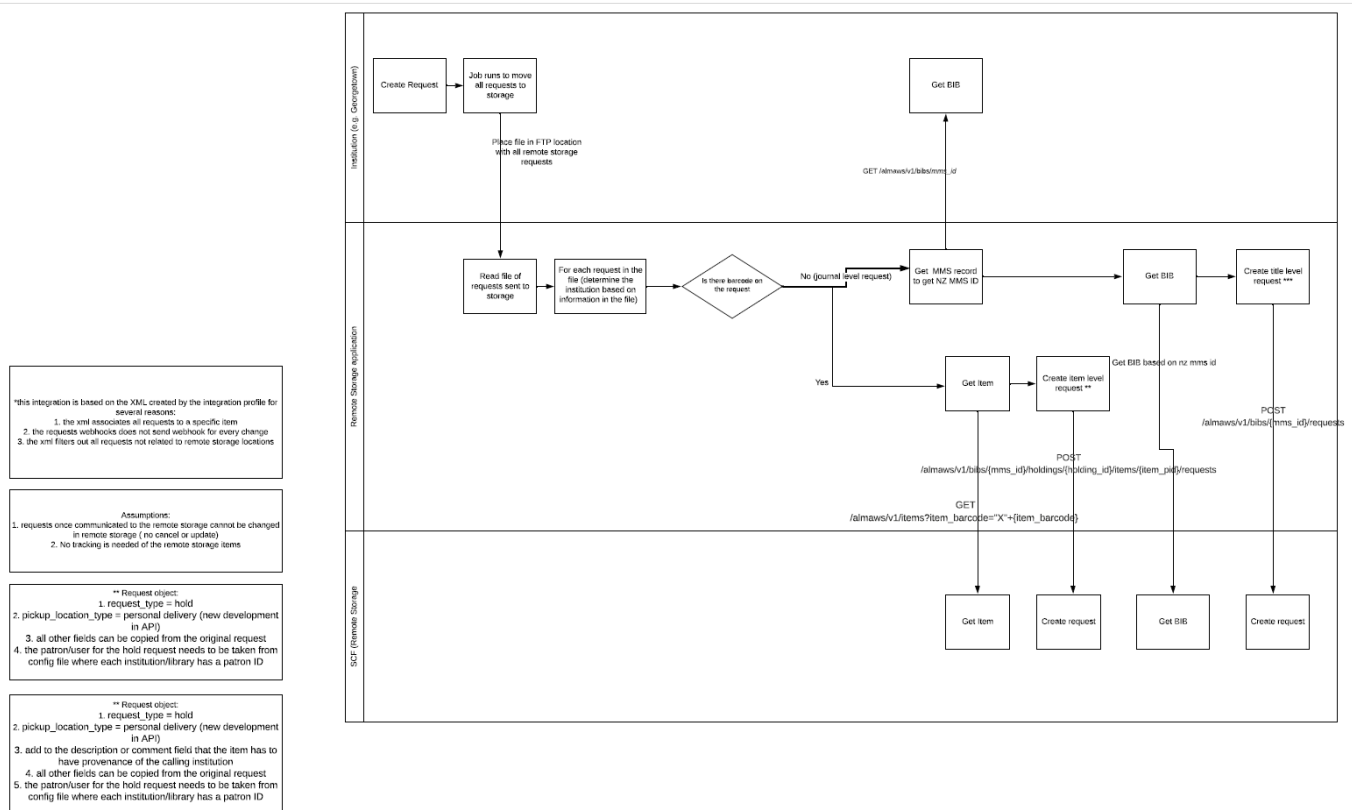 Institution (e.g. Georgetown)
Create Request
Job runs to move
all requests to
storage
Place file in FTP location
with all remote storage
requests
Get BIB
GET /almaws/v1/bibs/mms_id
Remote Storage application
Read file of
requests sent to
storage
For each request in the
file (determine the
institution based on
information in the file)
Is there barcode on
the request
No (journal level request)
Get MMS record
to get NZ MMS ID
Get BIB
Create title level
request ***
Yes
Get Item
Create item level
request **
Get BIB based on nz mms id
POST
/almaws/v1/bibs/{mms_id}/requests
POST
/almaws/v1/bibs/{mms_id}/holdings/{holding_id}/items/{item_pid}/requests
GET
/almaws/v1/items?item_barcode="X"+{item_barcode}
SCF (Remote Storage
Get Item
Create request
Get BIB
Create request
*this integration is based on the XML created by the integration profile for
several reasons:
1. the xml associates all requests to a specific item
2. the requests webhooks does not send webhook for every change
3. the xml filters out all requests not related to remote storage locations
Assumptions:
1. requests once communicated to the remote storage cannot be changed
in remote storage ( no cancel or update)
2. No tracking is needed of the remote storage items
** Request object:
1. request_type = hold
2. pickup_location_type = personal delivery (new development
in API)
3. all other fields can be copied from the original request
4. the patron/user for the hold request needs to be taken from
config file where each institution/library has a patron ID
** Request object:
1. request_type = hold
2. pickup_location_type = personal delivery (new development
in API)
3. add to the description or comment field that the item has to
have provenance of the calling institution
4. all other fields can be copied from the original request
5. the patron/user for the hold request needs to be taken from
config file where each institution/library has a patron ID